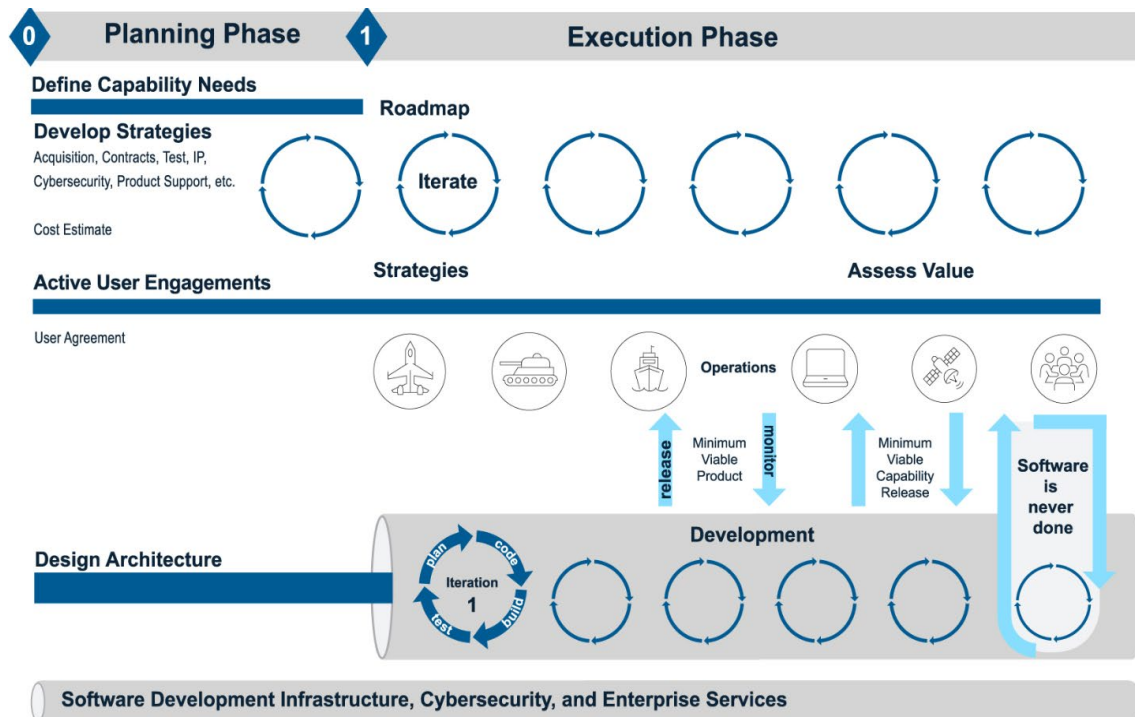 0
Planning Phase
1
Execution Phase
Define Capability Needs
Roadmap
Develop Strategies
Acquisition, Contracts, Test, IP,
Cybersecurity, Product Support, etc.
Iterate
Cost Estimate
Strategies
Assess Value
Active User Engagements
User Agreement
Operations
release
Minimum
Viable
Product
monitor
Minimum
Viable
Capability
Release
Software
is
never
done
Development
Design Architecture
plan
code
build
test
Iteration
1
Software Development Infrastructure, Cybersecurity, and Enterprise Services